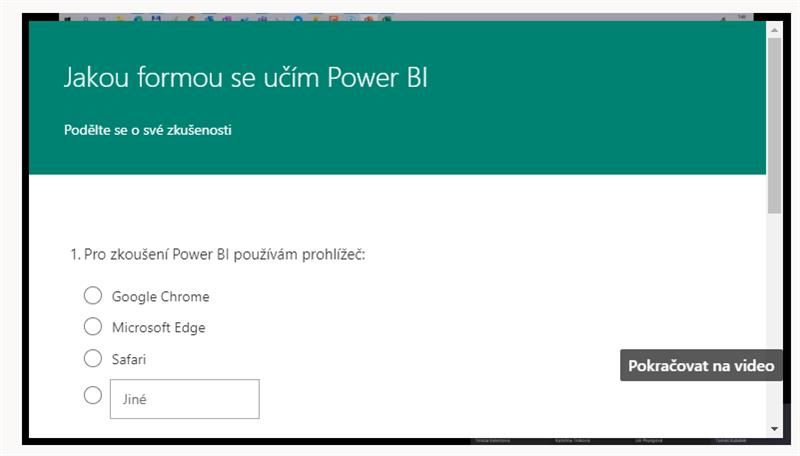 Jakou formou se učím Power BI
Podělte se o své zkušenosti
1. Pro zkoušení Power BI používám prohlížeč:
Google Chrome
Microsoft Edge
Safari
Jiné
Pokračovat na video